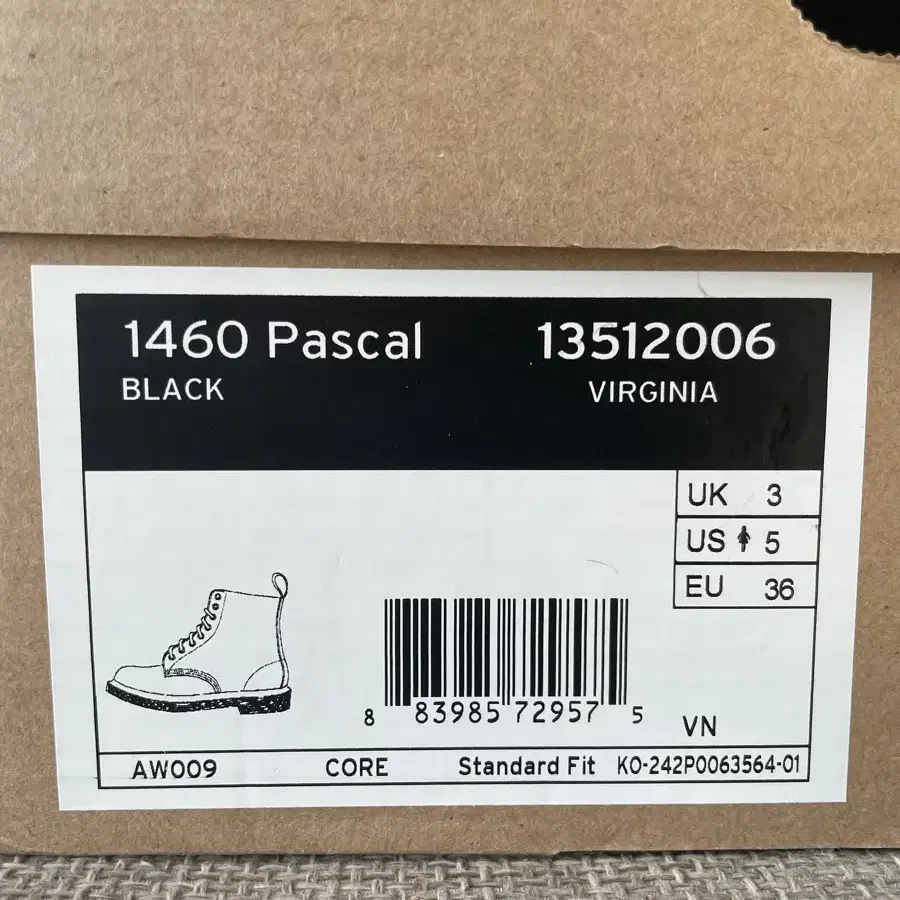 1460 Pascal 13512006
BLACK VIRGINIA
UK 3
US 5
EU 36
8 83985 72957 5
VN
AW009 CORE Standard Fit KO-242P0063564-01